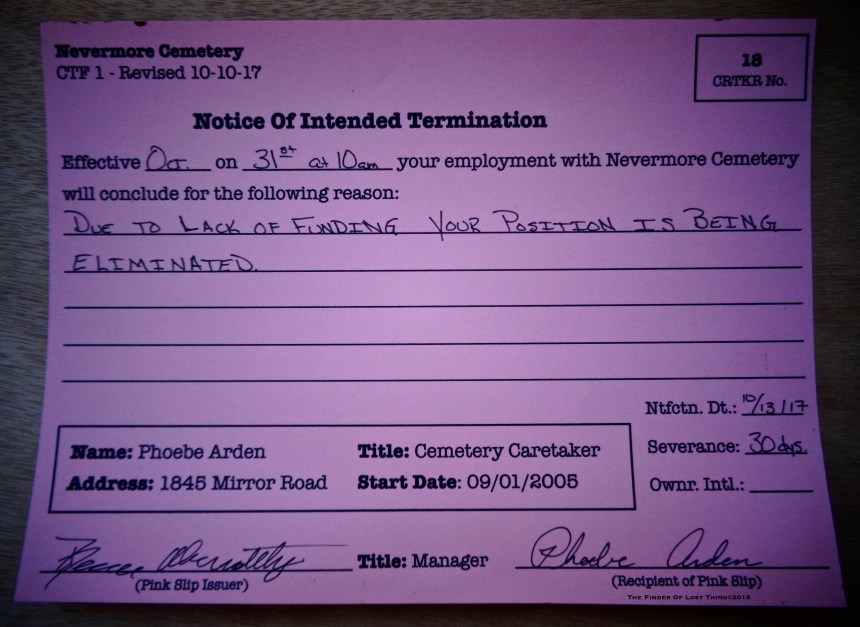 Nevermore Cemetery
CTF 1 - Revised 10-10-17
18
CRTKR No.
Notice Of Intended Termination
Effective Oct. on 31st at 10am your employment with Nevermore Cemetery
will conclude for the following reason:
DUE TO LACK OF FUNDING YOUR POSITION IS BEING
ELIMINATED.
Ntfctn. Dt.: 10/13/17
Name: Phoebe Arden Title: Cemetery Caretaker Severance: 30 dys.
Address: 1845 Mirror Road Start Date: 09/01/2005 Ownr. Intl.:
Title: Manager Phoebe Arden
(Pink Slip Issuer) (Recipient of Pink Slip)
The Finder Of Lost Things©2018